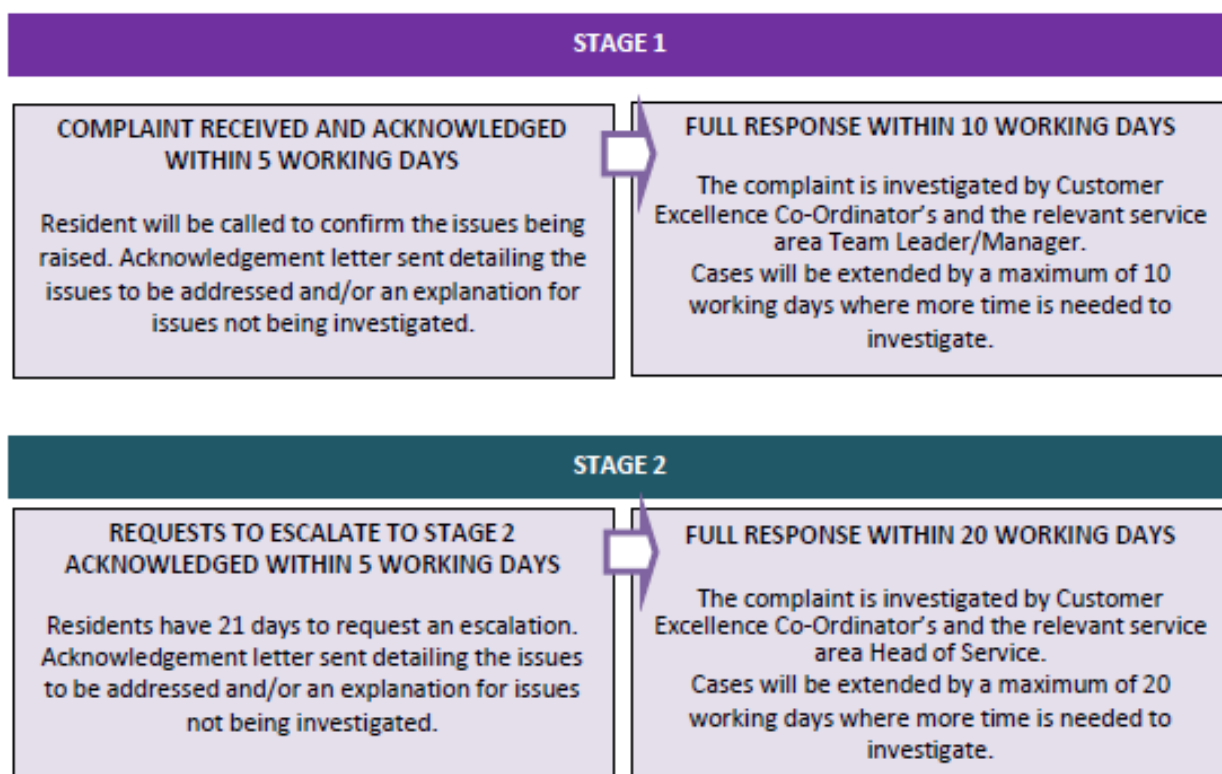 STAGE 1
COMPLAINT RECEIVED AND ACKNOWLEDGED
WITHIN 5 WORKING DAYS
Resident will be called to confirm the issues being
raised. Acknowledgement letter sent detailing the
issues to be addressed and/or an explanation for
issues not being investigated.
FULL RESPONSE WITHIN 10 WORKING DAYS
The complaint is investigated by Customer
Excellence Co-Ordinator's and the relevant service
area Team Leader/Manager.
Cases will be extended by a maximum of 10
working days where more time is needed to
investigate.
STAGE 2
REQUESTS TO ESCALATE TO STAGE 2
ACKNOWLEDGED WITHIN 5 WORKING DAYS
Residents have 21 days to request an escalation.
Acknowledgement letter sent detailing the issues
to be addressed and/or an explanation for issues
not being investigated.
FULL RESPONSE WITHIN 20 WORKING DAYS
The complaint is investigated by Customer
Excellence Co-Ordinator's and the relevant service
area Head of Service.
Cases will be extended by a maximum of 20
working days where more time is needed to
investigate.